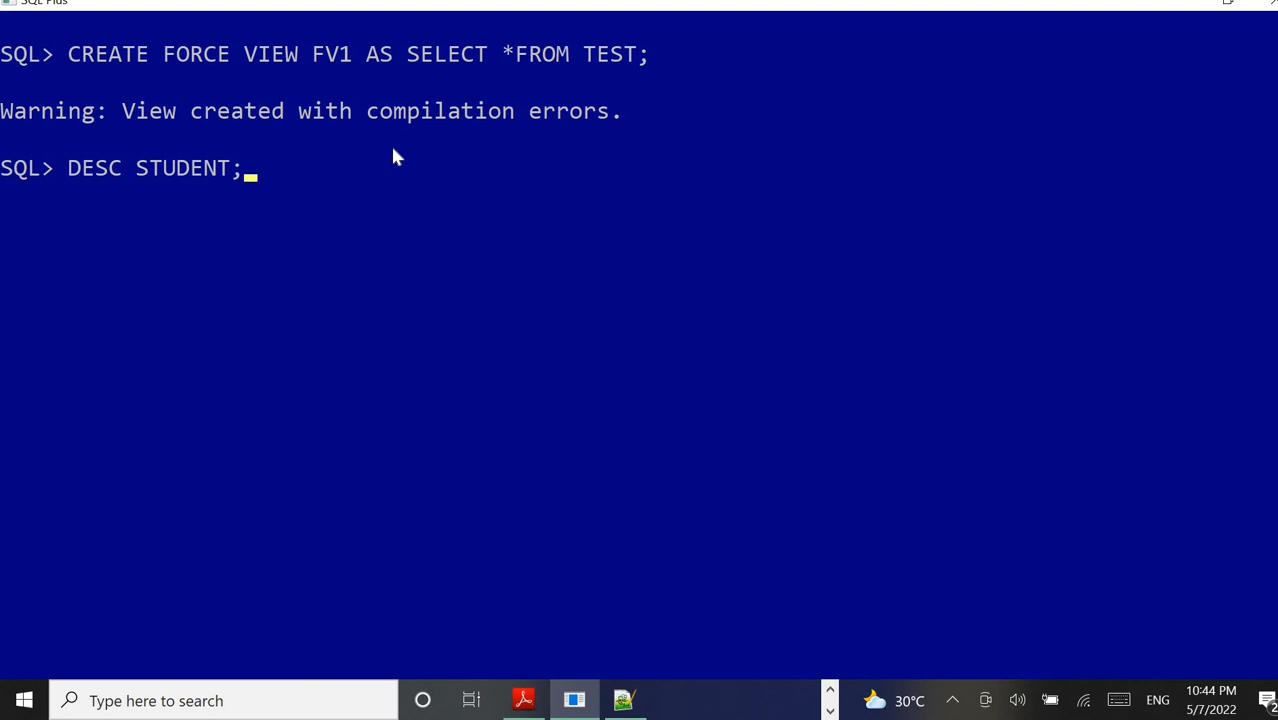 SQL Plus
SQL> CREATE FORCE VIEW FV1 AS SELECT *FROM TEST;
Warning: View created with compilation errors.
SQL> DESC STUDENT;
Type here to search
30°C
ENG
10:44 PM
5/7/2022
2